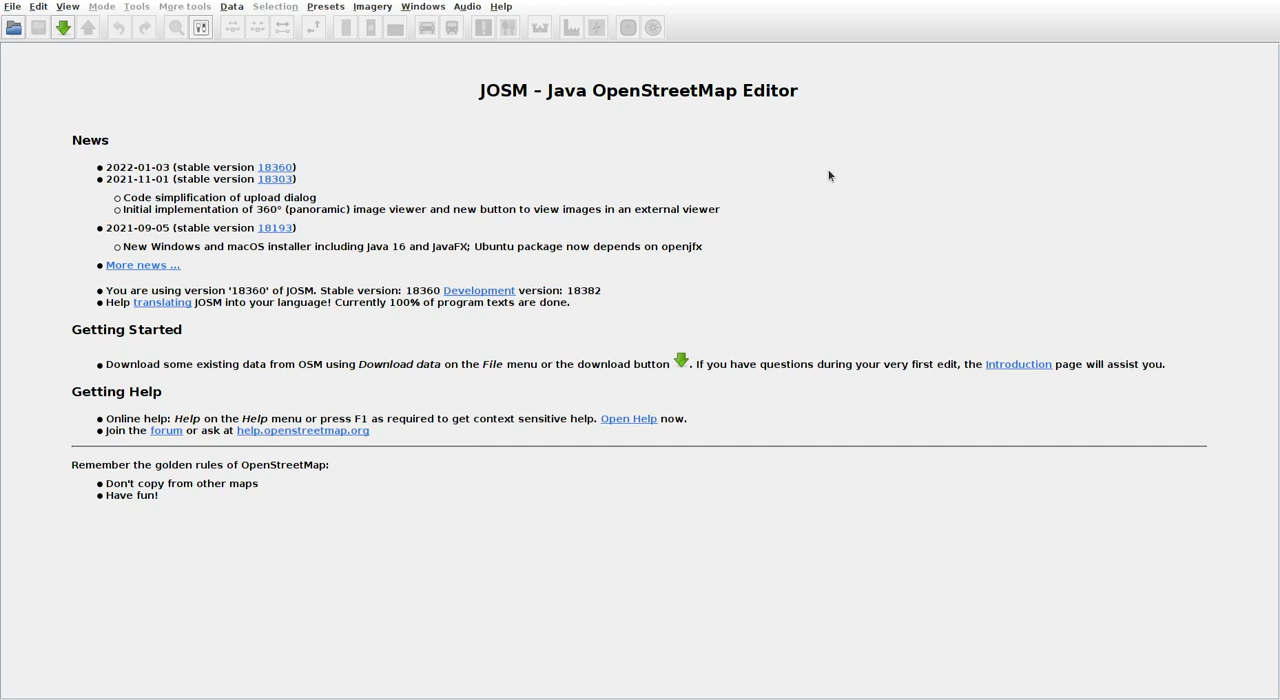 File Edit View Mode Tools More tools Data Selection Presets Imagery Windows Audio Help
JOSM – Java OpenStreetMap Editor
News
2022-01-03 (stable version 18360)
2021-11-01 (stable version 18303)
Code simplification of upload dialog
Initial implementation of 360° (panoramic) image viewer and new button to view images in an external viewer
2021-09-05 (stable version 18193)
New Windows and macOS installer including Java 16 and JavaFX; Ubuntu package now depends on openjfx
More news ...
You are using version '18360' of JOSM. Stable version: 18360 Development version: 18382
Help translating JOSM into your language! Currently 100% of program texts are done.
Getting Started
Download some existing data from OSM using Download data on the File menu or the download button . If you have questions during your very first edit, the Introduction page will assist you.
Getting Help
Online help: Help on the Help menu or press F1 as required to get context sensitive help. Open Help now.
Join the forum or ask at help.openstreetmap.org
Remember the golden rules of OpenStreetMap:
Don't copy from other maps
Have fun!